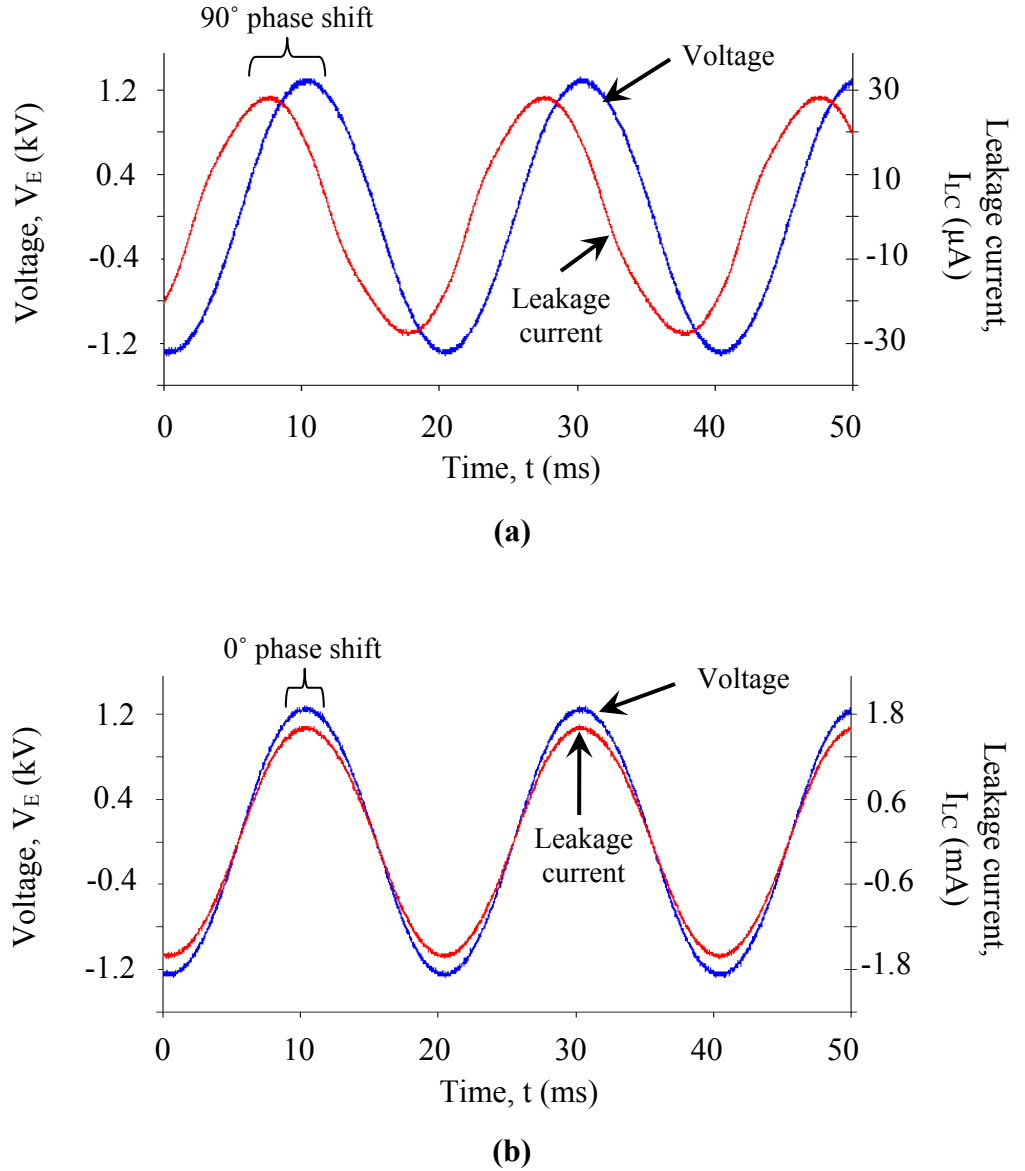 90˚ phase shift
Voltage
Voltage, V_E (kV)
1.2
0.4
-0.4
-1.2
30
10
-10
-30
Leakage current,
I_LC (µA)
Leakage
current
0 10 20 30 40 50
Time, t (ms)
(a)
0˚ phase shift
Voltage
Voltage, V_E (kV)
1.2
0.4
-0.4
-1.2
1.8
0.6
-0.6
-1.8
Leakage current,
I_LC (mA)
Leakage
current
0 10 20 30 40 50
Time, t (ms)
(b)